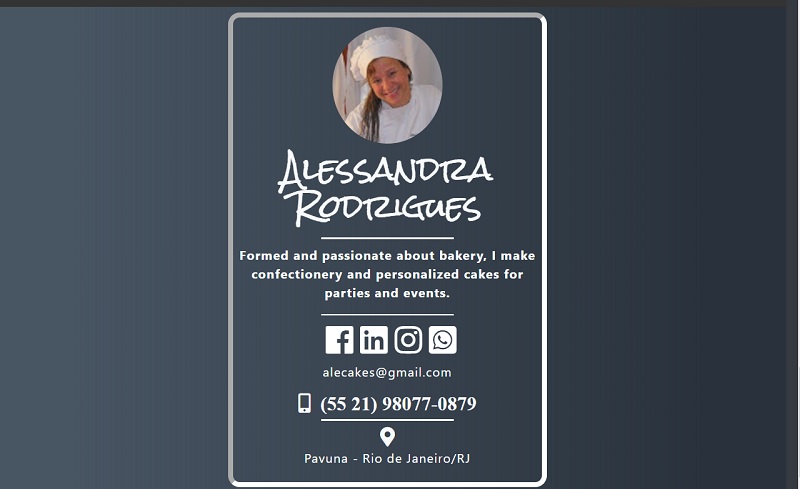 Alessandra
Rodrigues
Formed and passionate about bakery, I make
confectionery and personalized cakes for
parties and events.
alecakes@gmail.com
(55 21) 98077-0879
Pavuna - Rio de Janeiro/RJ